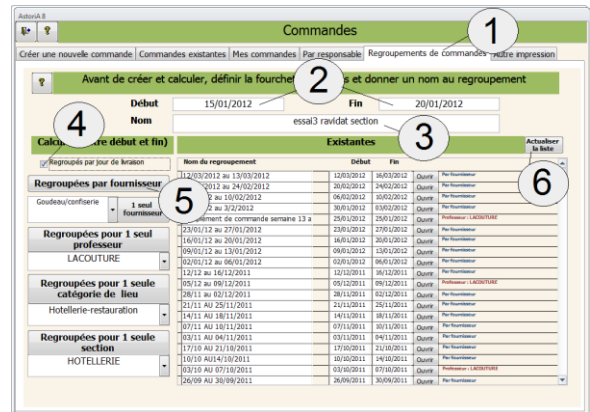 AstoriA 8
Commandes
1
Créer une nouvelle commande Commandes existantes Mes commandes Par responsable Regroupements de commandes Autre impression
? Avant de créer et calculer, définir la fourchet s et donner un nom au regroupement
2
Début 15/01/2012 Fin 20/01/2012
Nom essai3 ravidat section
3
4
Calcu tre début et fin) Existantes Actualiser la liste
6
Regroupés par jour de livraison
Nom du regroupement Début Fin
Regroupées par fournisseur
5
Goudeau/confiserie 1 seul fournisseur
Regroupées pour 1 seul professeur
LACOUTURE
Regroupées pour 1 seule catégorie de lieu
Hotellerie-restauration
Regroupées pour 1 seule section
HOTELLERIE
12/03/2012 au 13/03/2012 12/03/2012 16/03/2012 Ouvrir Par fournisseur
2012 au 24/02/2012 20/02/2012 24/02/2012 Ouvrir Par fournisseur
2 au 10/02/2012 06/02/2012 10/02/2012 Ouvrir Par fournisseur
au 3/2/2012 30/01/2012 03/02/2012 Ouvrir Par fournisseur
ement de commande semaine 13 a 25/01/2012 25/01/2012 Ouvrir Professeur : LACOUTURE
23/01/12 au 27/01/2012 23/01/2012 27/01/2012 Ouvrir Par fournisseur
16/01/12 au 20/01/2012 16/01/2012 20/01/2012 Ouvrir Par fournisseur
09/01/12 au 13/01/2012 09/01/2012 13/01/2012 Ouvrir Par fournisseur
02/01/12 au 06/01/2012 02/01/2012 06/01/2012 Ouvrir Par fournisseur
12/12 au 16/12/2011 12/12/2011 16/12/2011 Ouvrir Par fournisseur
05/12 au 09/12/2011 05/12/2011 09/12/2011 Ouvrir Professeur : LACOUTURE
28/11 au 02/12/2011 28/11/2011 02/12/2011 Ouvrir Par fournisseur
21/11 AU 25/11/2011 21/11/2011 25/11/2011 Ouvrir Par fournisseur
14/11 AU 18/11/2011 14/11/2011 18/11/2011 Ouvrir Par fournisseur
07/11 AU 10/11/2011 07/11/2011 10/11/2011 Ouvrir Par fournisseur
03/11 AU 04/11/2011 03/11/2011 04/11/2011 Ouvrir Par fournisseur
17/10 AU 21/10/2011 17/10/2011 21/10/2011 Ouvrir Par fournisseur
10/10 AU14/10/2011 10/10/2011 14/10/2011 Ouvrir Par fournisseur
03/10 AU 07/10/2011 03/10/2011 07/10/2011 Ouvrir Professeur : LACOUTURE
26/09 AU 30/09/2011 26/09/2011 30/09/2011 Ouvrir Par fournisseur